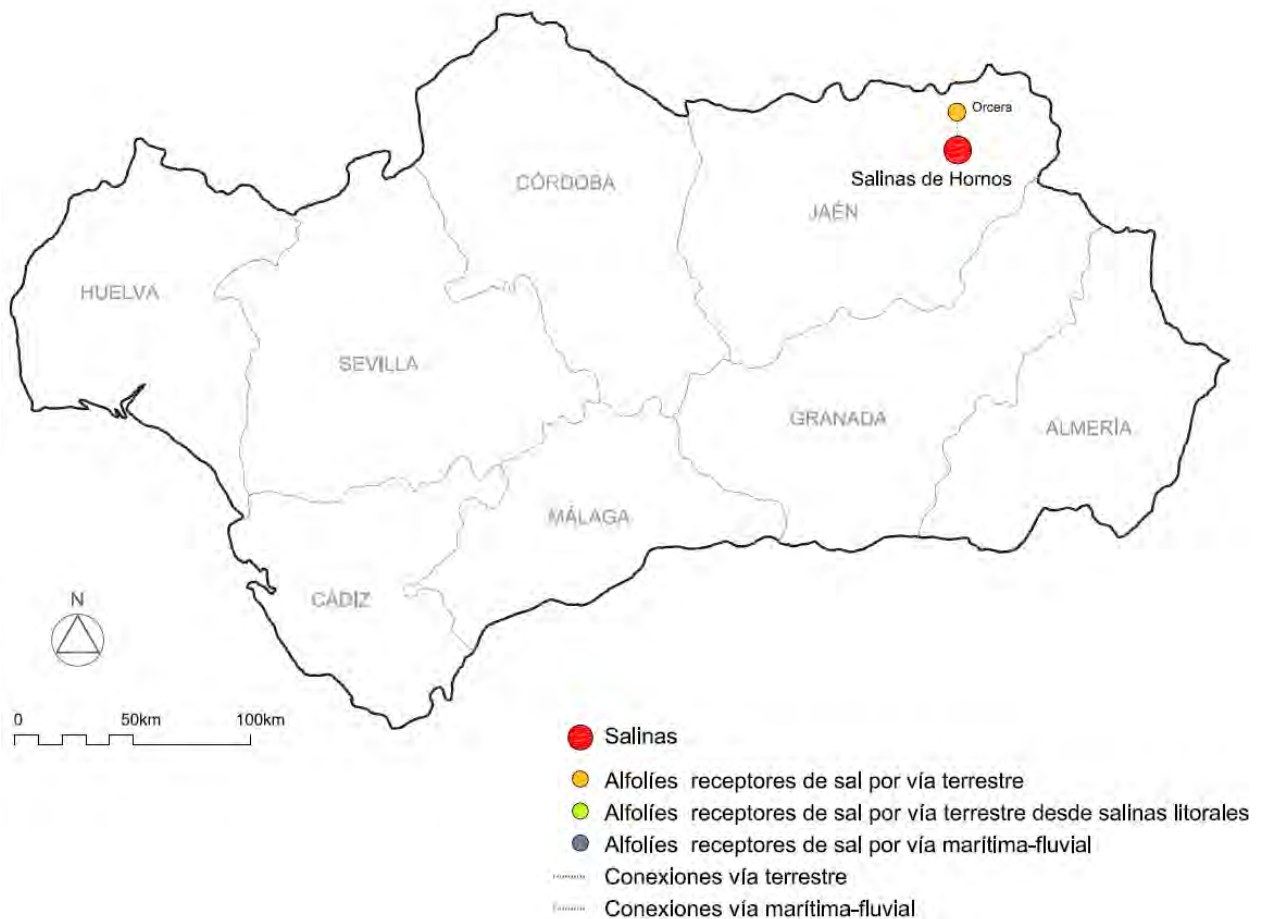 Orcera
Salinas de Hornos
CÓRDOBA
JAÉN
HUELVA
SEVILLA
GRANADA
ALMERÍA
MÁLAGA
CÁDIZ
N
0 50km 100km
Salinas
Alfolíes receptores de sal por vía terrestre
Alfolíes receptores de sal por vía terrestre desde salinas litorales
Alfolíes receptores de sal por vía marítima-fluvial
Conexiones vía terrestre
Conexiones vía marítima-fluvial